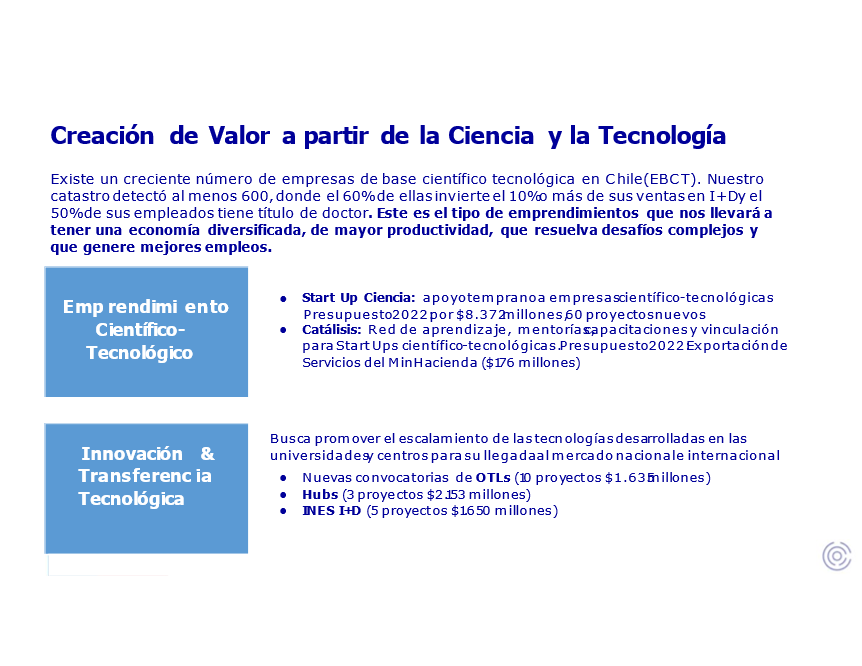 Creación de Valor a partir de la Ciencia y la Tecnología
Existe un creciente número de empresas de base científico tecnológica en Chile(EBCT). Nuestro
catastro detectó al menos 600, donde el 60% de ellas invierte el 10% o más de sus ventas en I+D y el
50% de sus empleados tiene título de doctor. Este es el tipo de emprendimientos que nos llevará a
tener una economía diversificada, de mayor productividad, que resuelva desafíos complejos y
que genere mejores empleos.
Emprendimiento
Científico-
Tecnológico
● Start Up Ciencia: apoyo temprano a empresas científico-tecnológicas
Presupuesto 2022: por $8.372 millones, 60 proyectos nuevos
● Catálisis: Red de aprendizaje, mentorías, capacitaciones y vinculación
para Start Ups científico-tecnológicas. Presupuesto 2022 Exportación de
Servicios del MinHacienda ($176 millones)
Innovación &
Transferencia
Tecnológica
Busca promover el escalamiento de las tecnologías desarrolladas en las
universidades y centros para su llegada al mercado nacional e internacional
● Nuevas convocatorias de OTLs (10 proyectos $1.635 millones)
● Hubs (3 proyectos $2.153 millones)
● INES I+D (5 proyectos $1.650 millones)